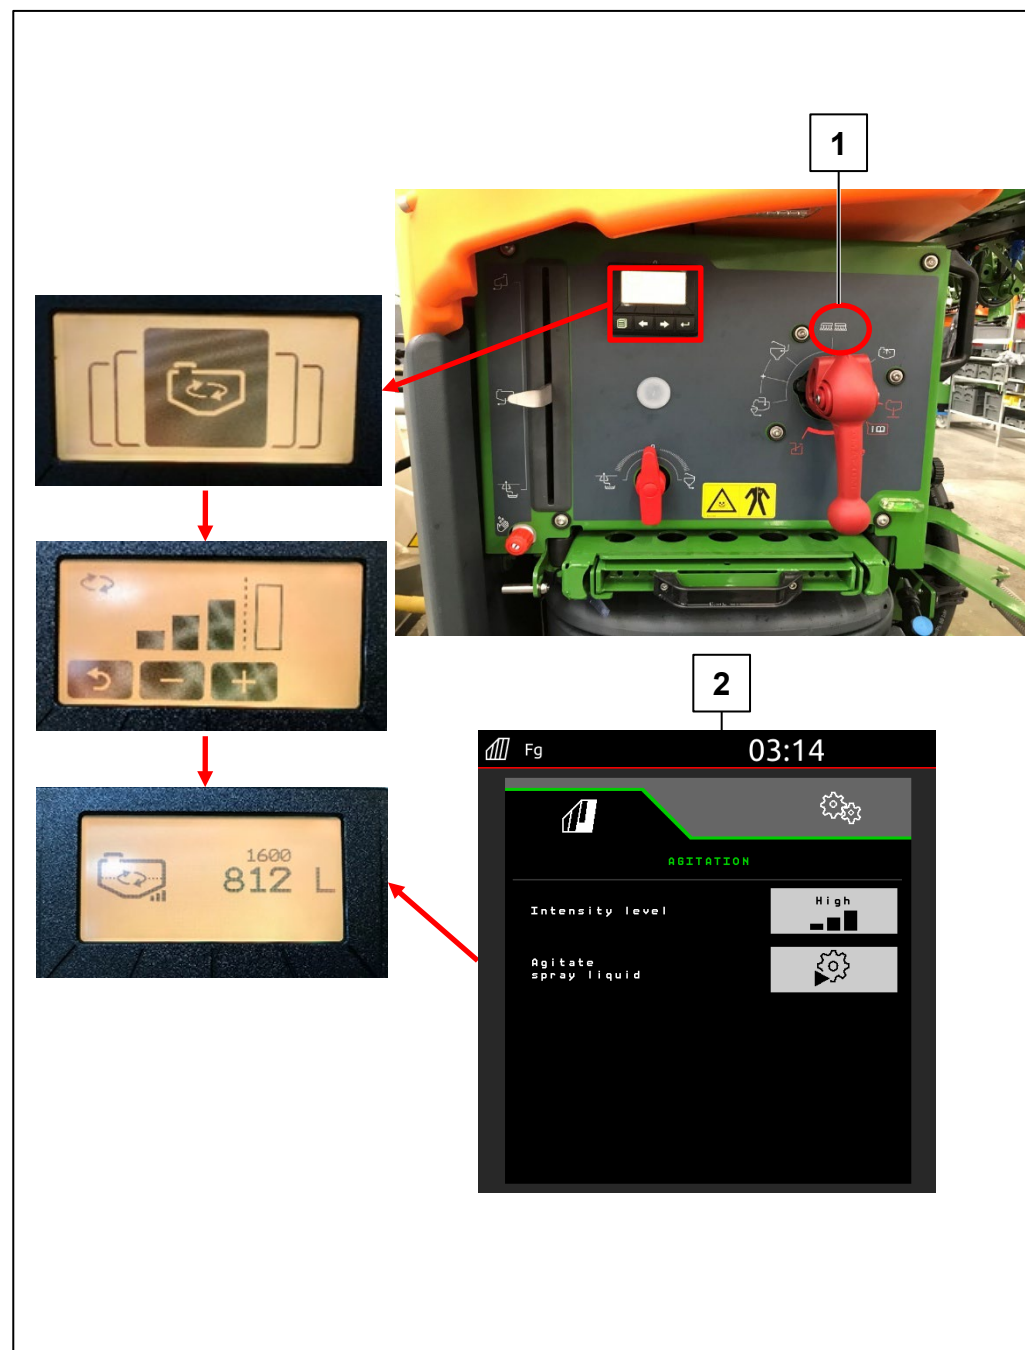 1
2
Fg 03:14
AGITATION
Intensity level
High
Agitate
spray liquid
1600
812 L